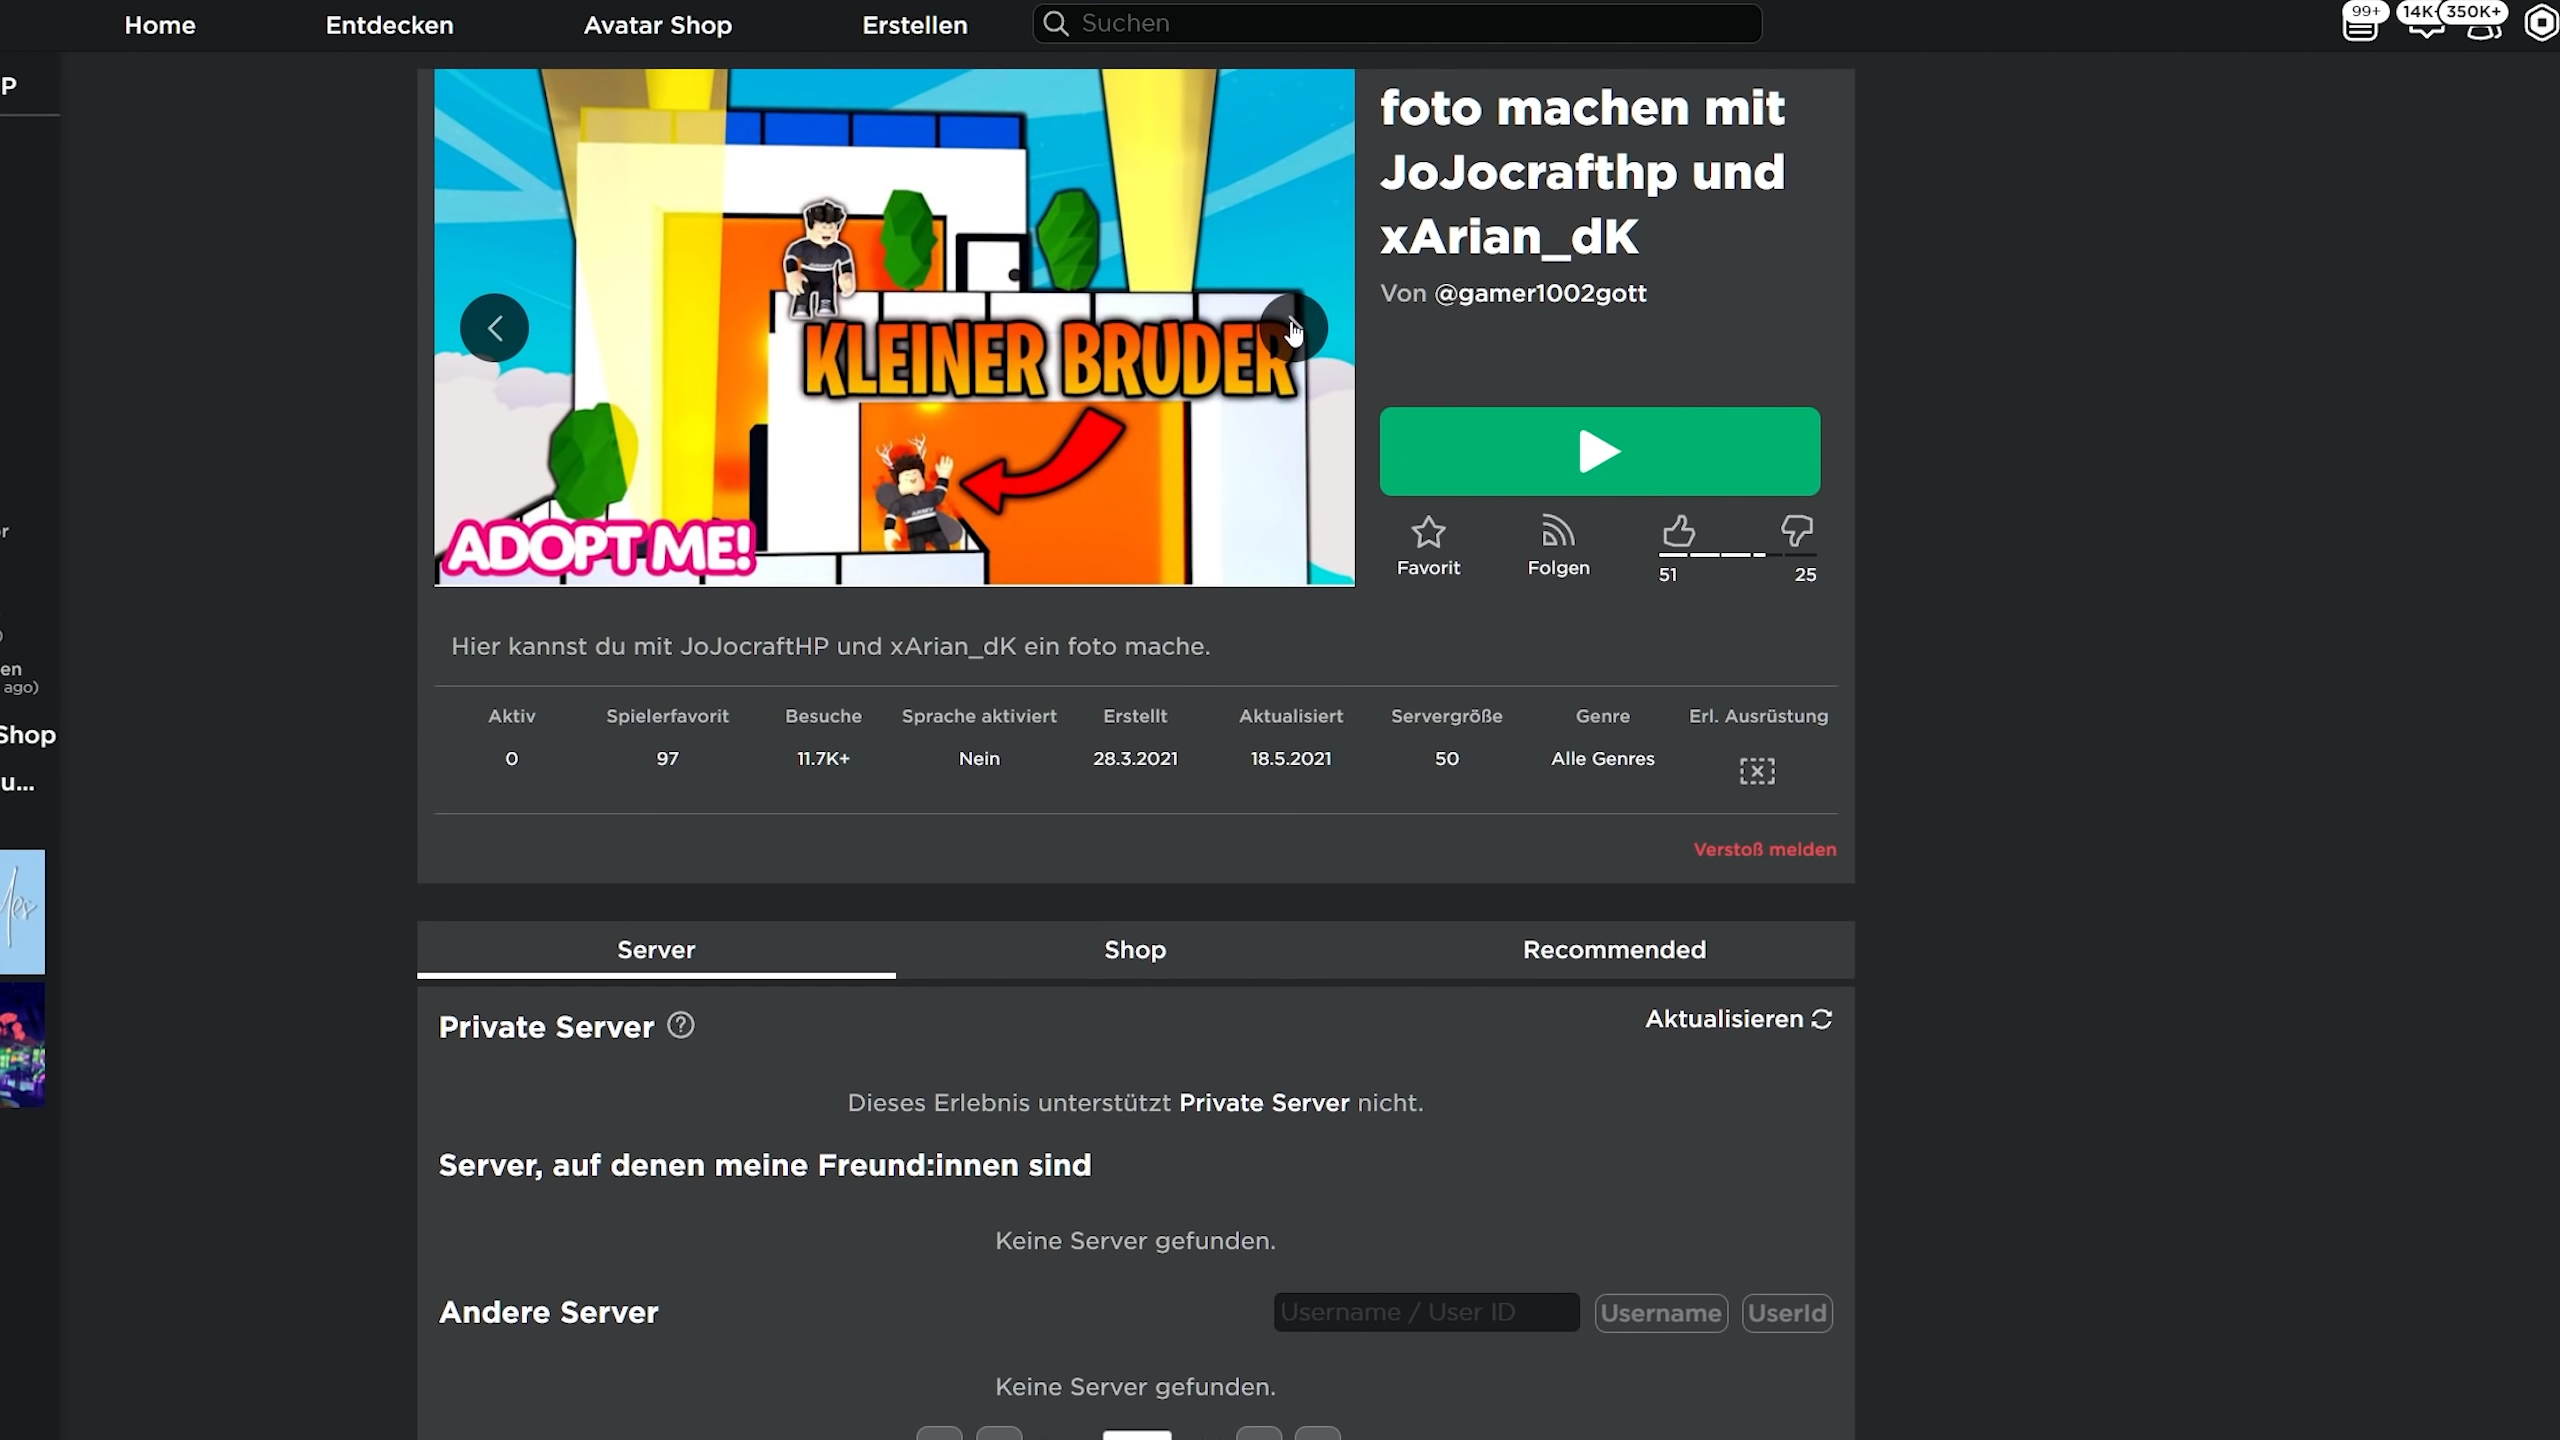 Home
Entdecken
Avatar Shop
Erstellen
Suchen
99+
14K
350K+
P
foto machen mit
JoJocrafthp und
xArian_dK
Von @gamer1002gott
KLEINER BRUDER
ADOPT ME!
Favorit
Folgen
51
25
Hier kannst du mit JoJocraftHP und xArian_dK ein foto mache.
Aktiv
Spielerfavorit
Besuche
Sprache aktiviert
Erstellt
Aktualisiert
Servergröße
Genre
Erl. Ausrüstung
0
97
11.7K+
Nein
28.3.2021
18.5.2021
50
Alle Genres
en
ago)
Shop
u...
Verstoß melden
Server
Shop
Recommended
Private Server
Aktualisieren
Dieses Erlebnis unterstützt Private Server nicht.
Server, auf denen meine Freund:innen sind
Keine Server gefunden.
Andere Server
Username / User ID
Username
UserId
Keine Server gefunden.